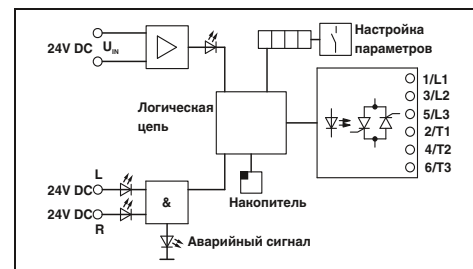 24V DC
U_IN
Настройка
параметров
Логическая
цепь
1/L1
3/L2
5/L3
2/T1
4/T2
6/T3
24V DC
L
24V DC
R
&
Накопитель
Аварийный сигнал